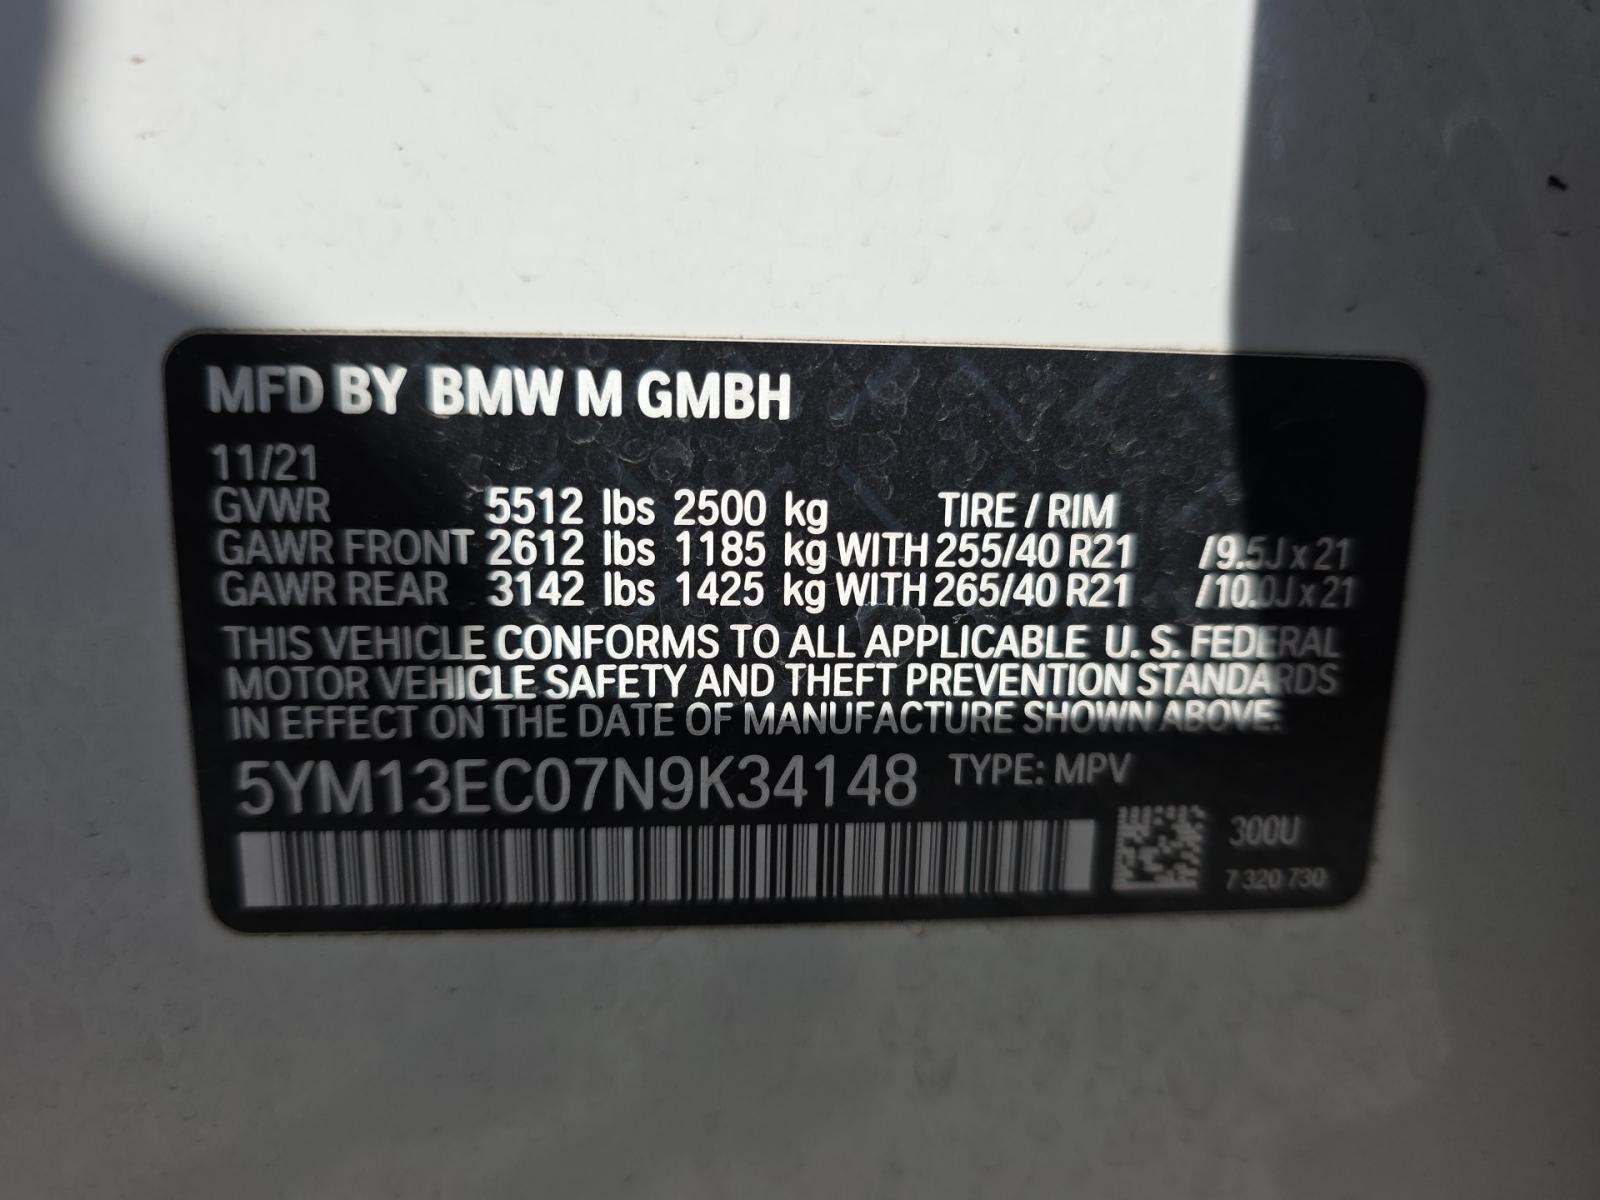 MFD BY BMW M GMBH
11/21
GVWR 5512 lbs 2500 kg TIRE / RIM
GAWR FRONT 2612 lbs 1185 kg WITH 255/40 R21 /9.5J x 21
GAWR REAR 3142 lbs 1425 kg WITH 265/40 R21 /10.0J x 21
THIS VEHICLE CONFORMS TO ALL APPLICABLE U. S. FEDERAL
MOTOR VEHICLE SAFETY AND THEFT PREVENTION STANDARDS
IN EFFECT ON THE DATE OF MANUFACTURE SHOWN ABOVE.
5YM13EC07N9K34148 TYPE: MPV
300U
7 320 730